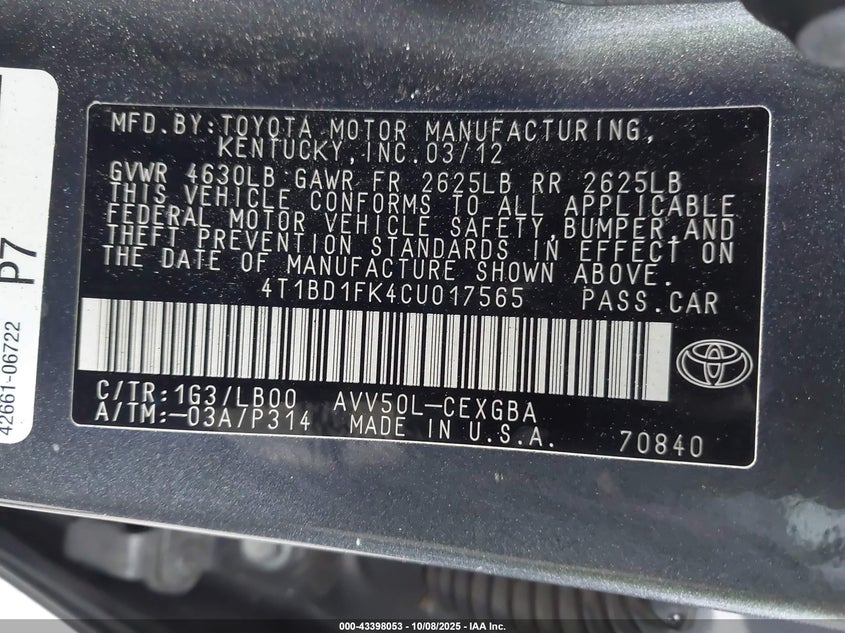 MFD.BY:TOYOTA MOTOR MANUFACTURING,
KENTUCKY,INC.03/12
GVWR 4630LB GAWR FR 2625LB RR 2625LB
THIS VEHICLE CONFORMS TO ALL APPLICABLE
FEDERAL MOTOR VEHICLE SAFETY,BUMPER,AND
THEFT PREVENTION STANDARDS IN EFFECT ON
THE DATE OF MANUFACTURE SHOWN ABOVE.
4T1BD1FK4CU017565 PASS.CAR
C/TR:1G3/LB00 AVV50L-CEXGBA
A/TM:-03A/P314 MADE IN U.S.A. 70840
P7
42661-06722
000-43398053 - 10/08/2025 - IAA Inc.